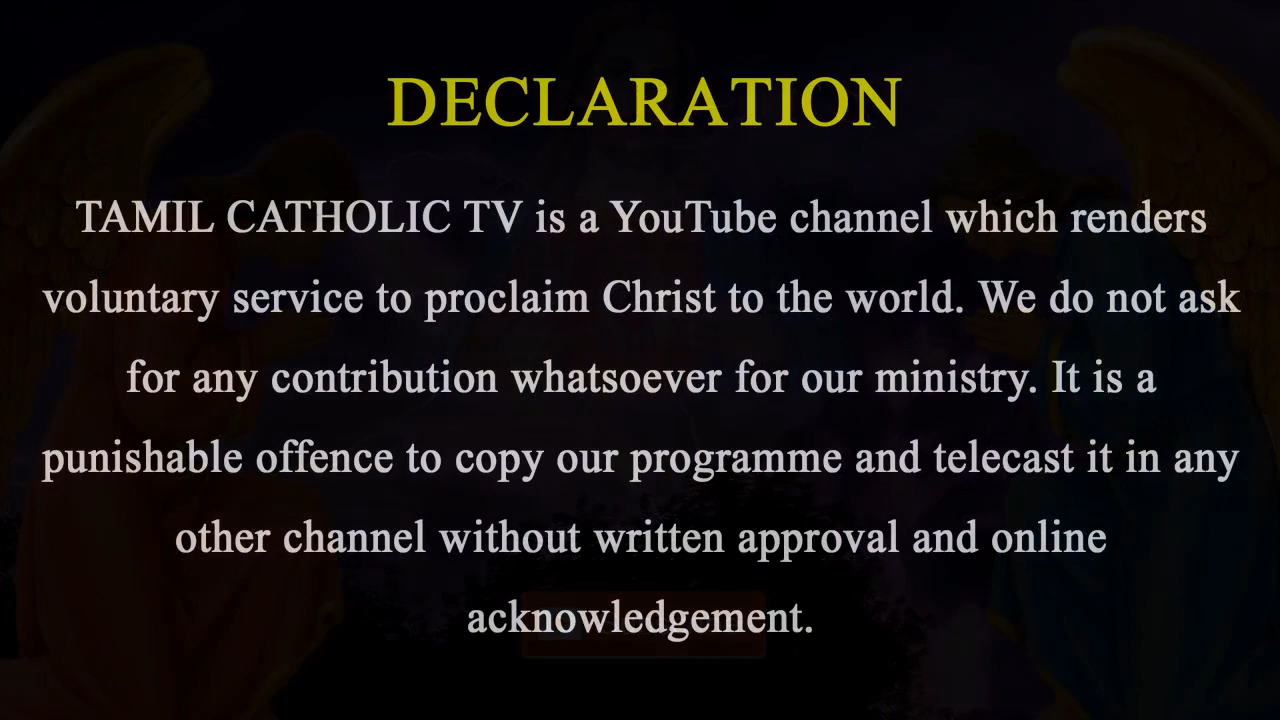 DECLARATION
TAMIL CATHOLIC TV is a YouTube channel which renders
voluntary service to proclaim Christ to the world. We do not ask
for any contribution whatsoever for our ministry. It is a
punishable offence to copy our programme and telecast it in any
other channel without written approval and online
acknowledgement.